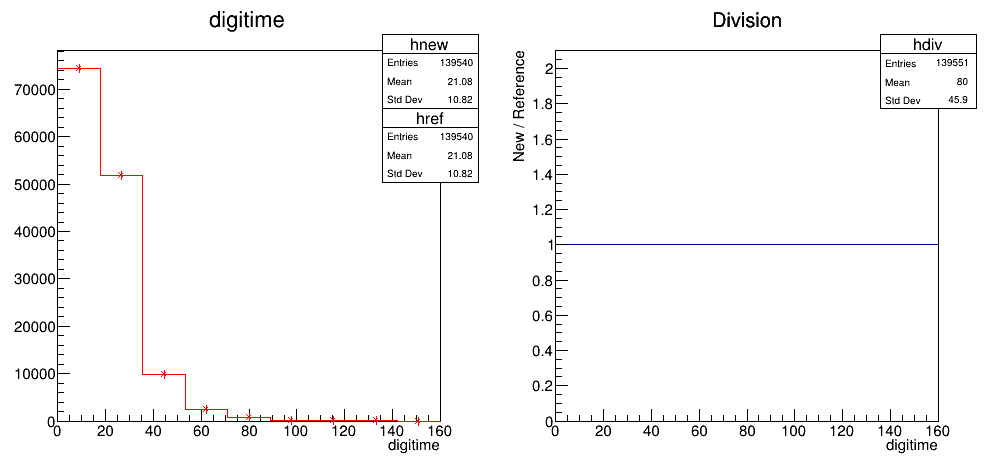 digitime
hnew
Entries 139540
Mean 21.08
Std Dev 10.82
href
Entries 139540
Mean 21.08
Std Dev 10.82
70000
60000
50000
40000
30000
20000
10000
0
0 20 40 60 80 100 120 140 160
digitime
Division
hdiv
Entries 139551
Mean 80
Std Dev 45.9
New / Reference
2
1.8
1.6
1.4
1.2
1
0.8
0.6
0.4
0.2
0
0 20 40 60 80 100 120 140 160
digitime